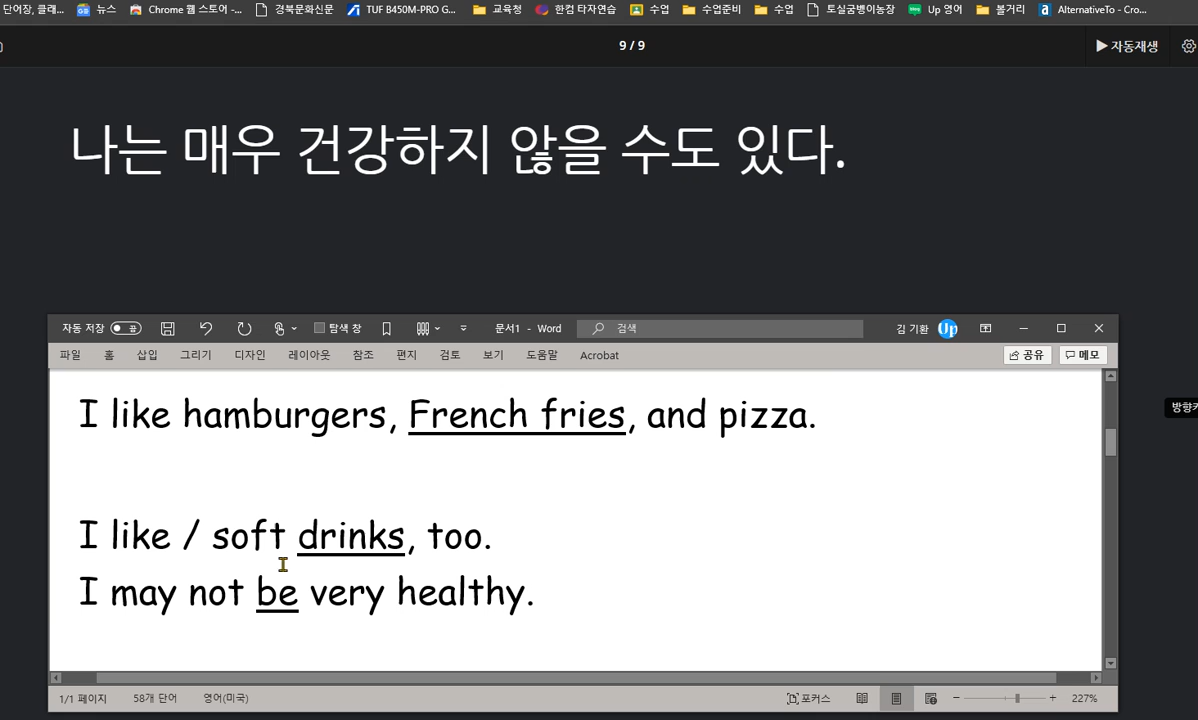 단어장, 클래... 뉴스 Chrome 웹 스토어 -... 경북문화신문 TUF B450M-PRO G... 교육청 한컴 타자연습 수업 수업준비 수업 토실굼벵이농장 Up 영어 볼거리 AlternativeTo - Cro...
9 / 9
자동재생
나는 매우 건강하지 않을 수도 있다.
자동 저장 끔 탐색 창 문서1 - Word 검색 김 기환 Up
파일 홈 삽입 그리기 디자인 레이아웃 참조 편지 검토 보기 도움말 Acrobat 공유 메모
I like hamburgers, French fries, and pizza.
방향키
I like / soft drinks, too.
I may not be very healthy.
1/1 페이지 58개 단어 영어(미국) 포커스 227%